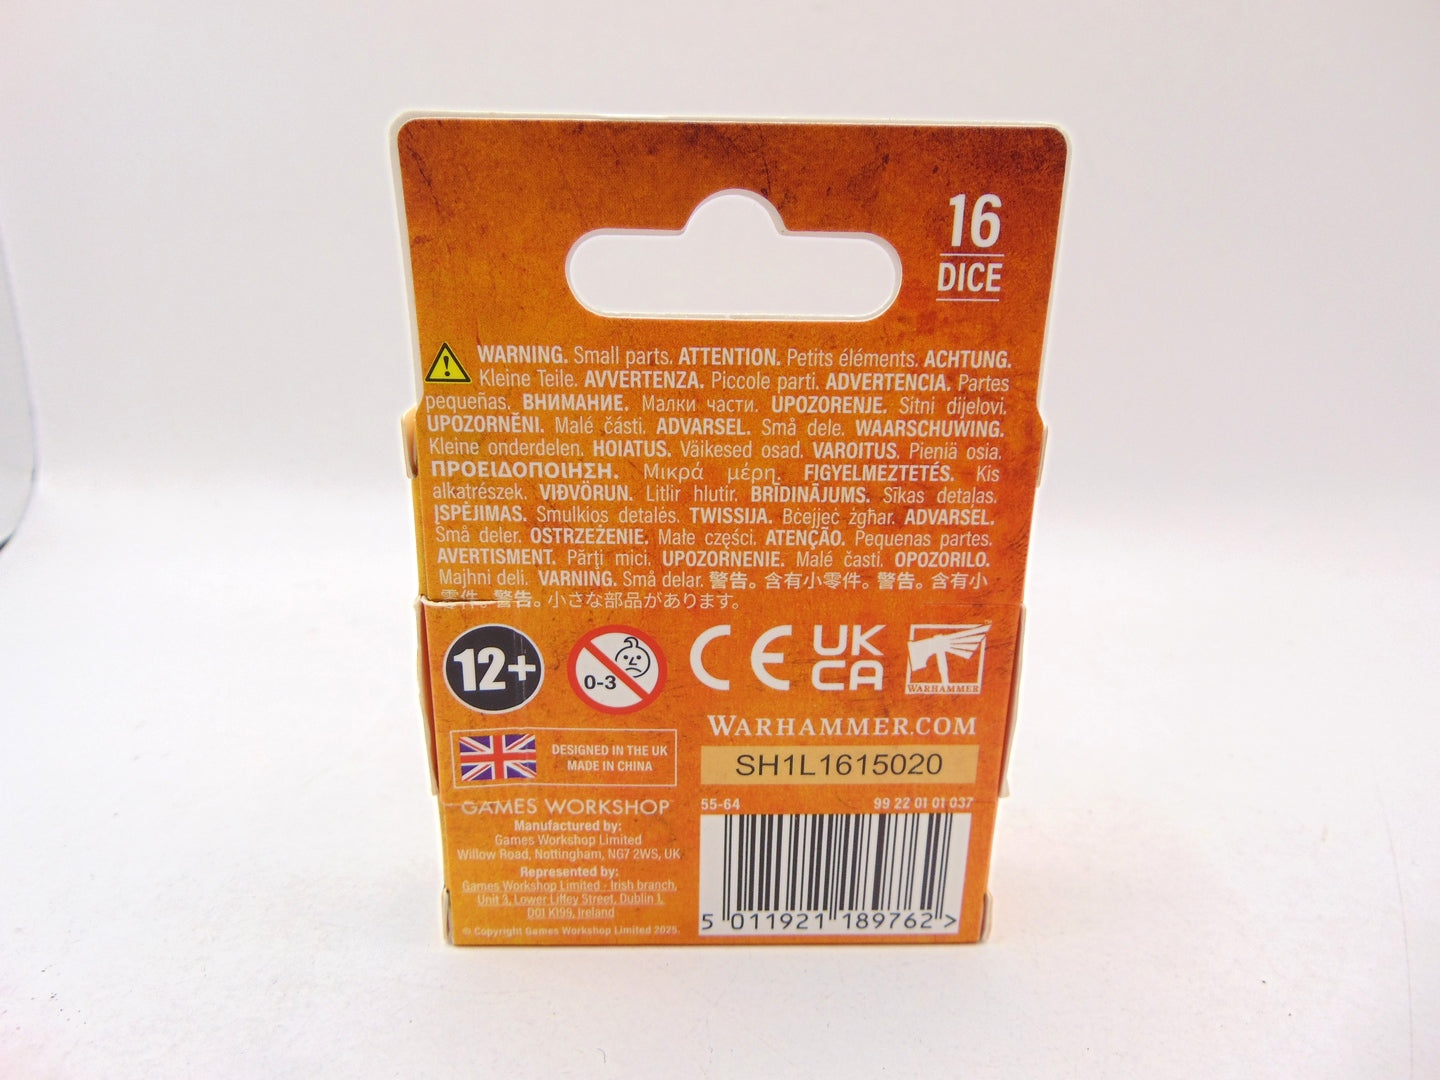 16
DICE
WARNING. Small parts. ATTENTION. Petits éléments. ACHTUNG.
Kleine Teile. AVVERTENZA. Piccole parti. ADVERTENCIA. Partes
pequeñas. ВНИМАНИЕ. Малки части. UPOZORENJE. Sitni dijelovi.
UPOZORNĚNI. Malé části. ADVARSEL. Små dele. WAARSCHUWING.
Kleine onderdelen. HOIATUS. Väikesed osad. VAROITUS. Pieniä osia.
ΠΡΟΕΙΔΟΠΟΙΗΣΗ. Μικρά μέρη. FIGYELMEZTETÉS. Kis
alkatrészek. VIÐVÖRUN. Litlir hlutir. BRĪDINĀJUMS. Sīkas detaļas.
ĮSPĖJIMAS. Smulkios detalės. TWISSIJA. Bċejjeċ żgħar. ADVARSEL.
Små deler. OSTRZEŻENIE. Małe części. ATENÇÃO. Pequenas partes.
AVERTISMENT. Părți mici. UPOZORNENIE. Malé časti. OPOZORILO.
Majhni deli. VARNING. Små delar. 警告。含有小零件。警告。含有小
零件。警告。小さな部品があります。
12+
0-3
CE
UK
CA
WARHAMMER
WARHAMMER.COM
DESIGNED IN THE UK
MADE IN CHINA
SH1L1615020
GAMES WORKSHOP
55-64
99 22 01 01 037
Manufactured by:
Games Workshop Limited
Willow Road, Nottingham, NG7 2WS, UK
Represented by:
Games Workshop Limited - Irish branch,
Unit 3, Lower Liffey Street, Dublin 1,
D01 K199, Ireland
© Copyright Games Workshop Limited 2025.
5 011921 189762 >